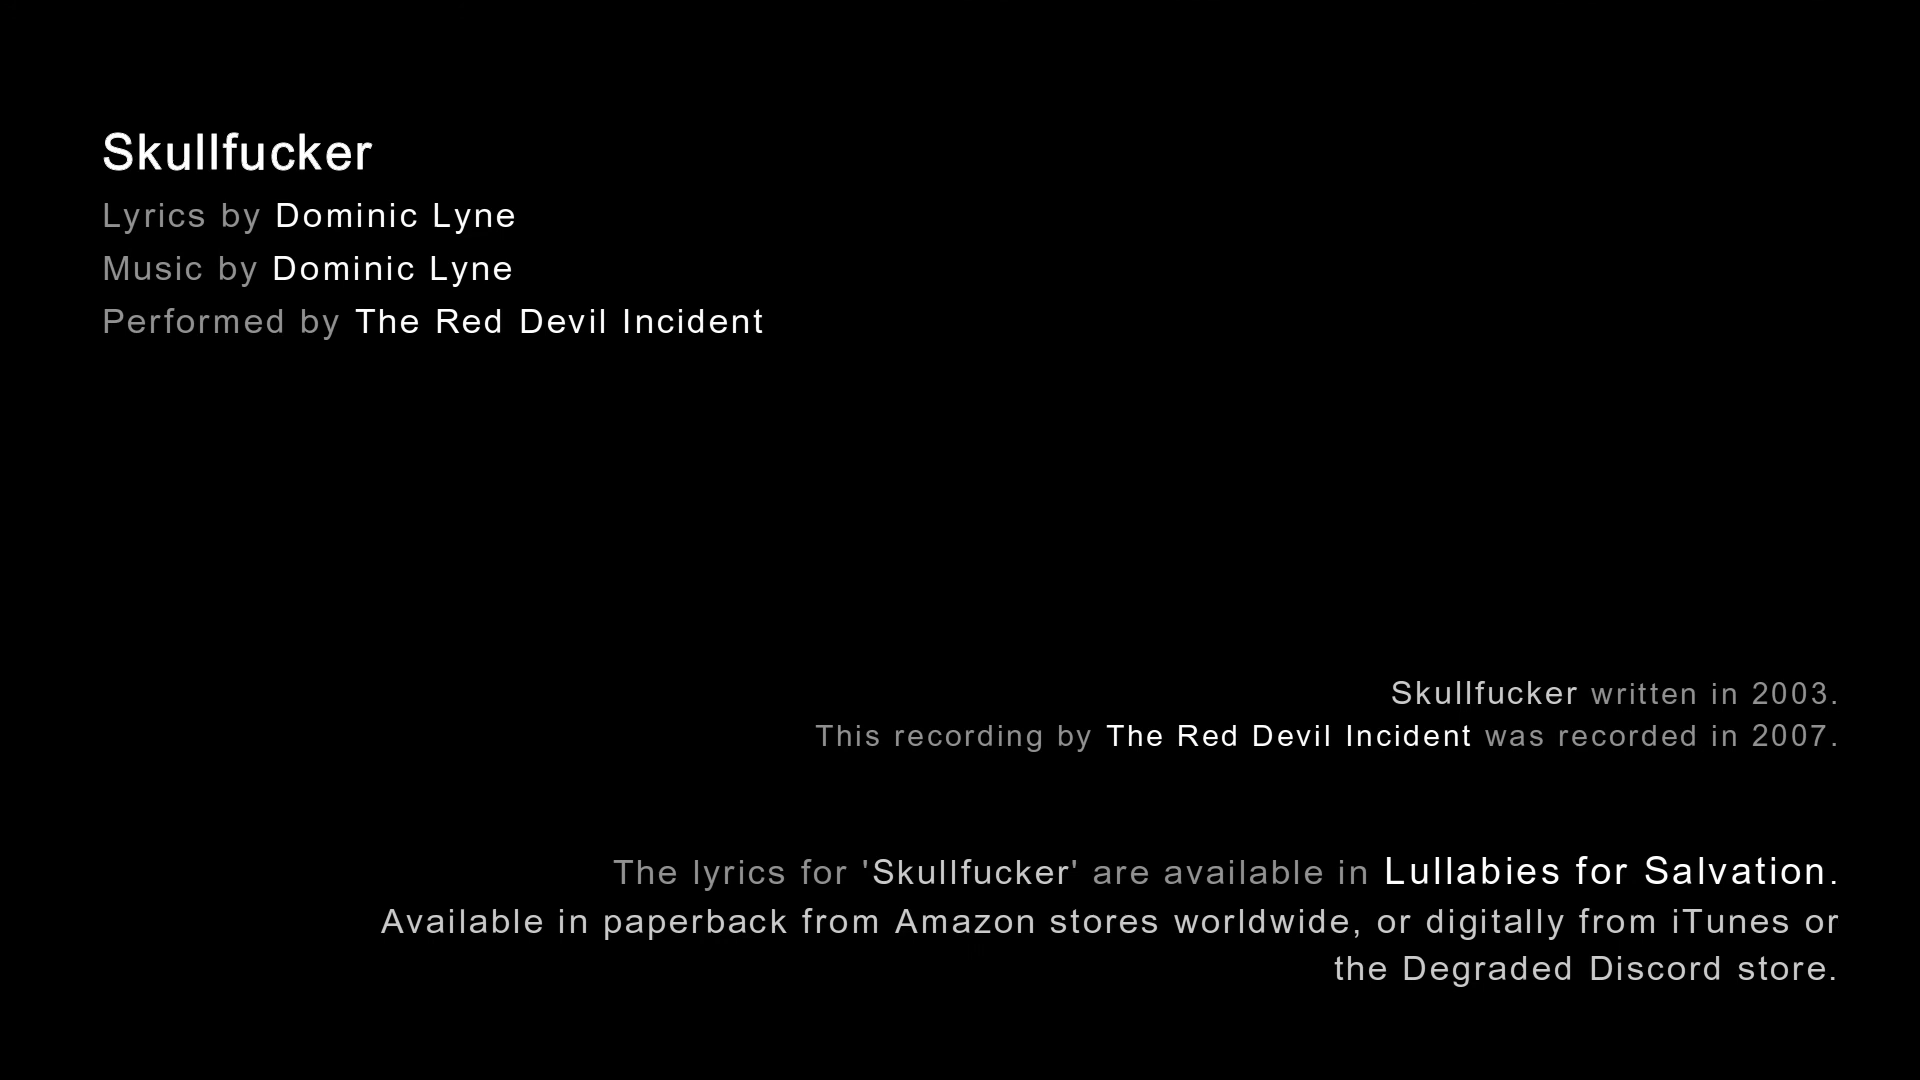 Skullfucker
Lyrics by Dominic Lyne
Music by Dominic Lyne
Performed by The Red Devil Incident
Skullfucker written in 2003.
This recording by The Red Devil Incident was recorded in 2007.
The lyrics for 'Skullfucker' are available in Lullabies for Salvation.
Available in paperback from Amazon stores worldwide, or digitally from iTunes or
the Degraded Discord store.